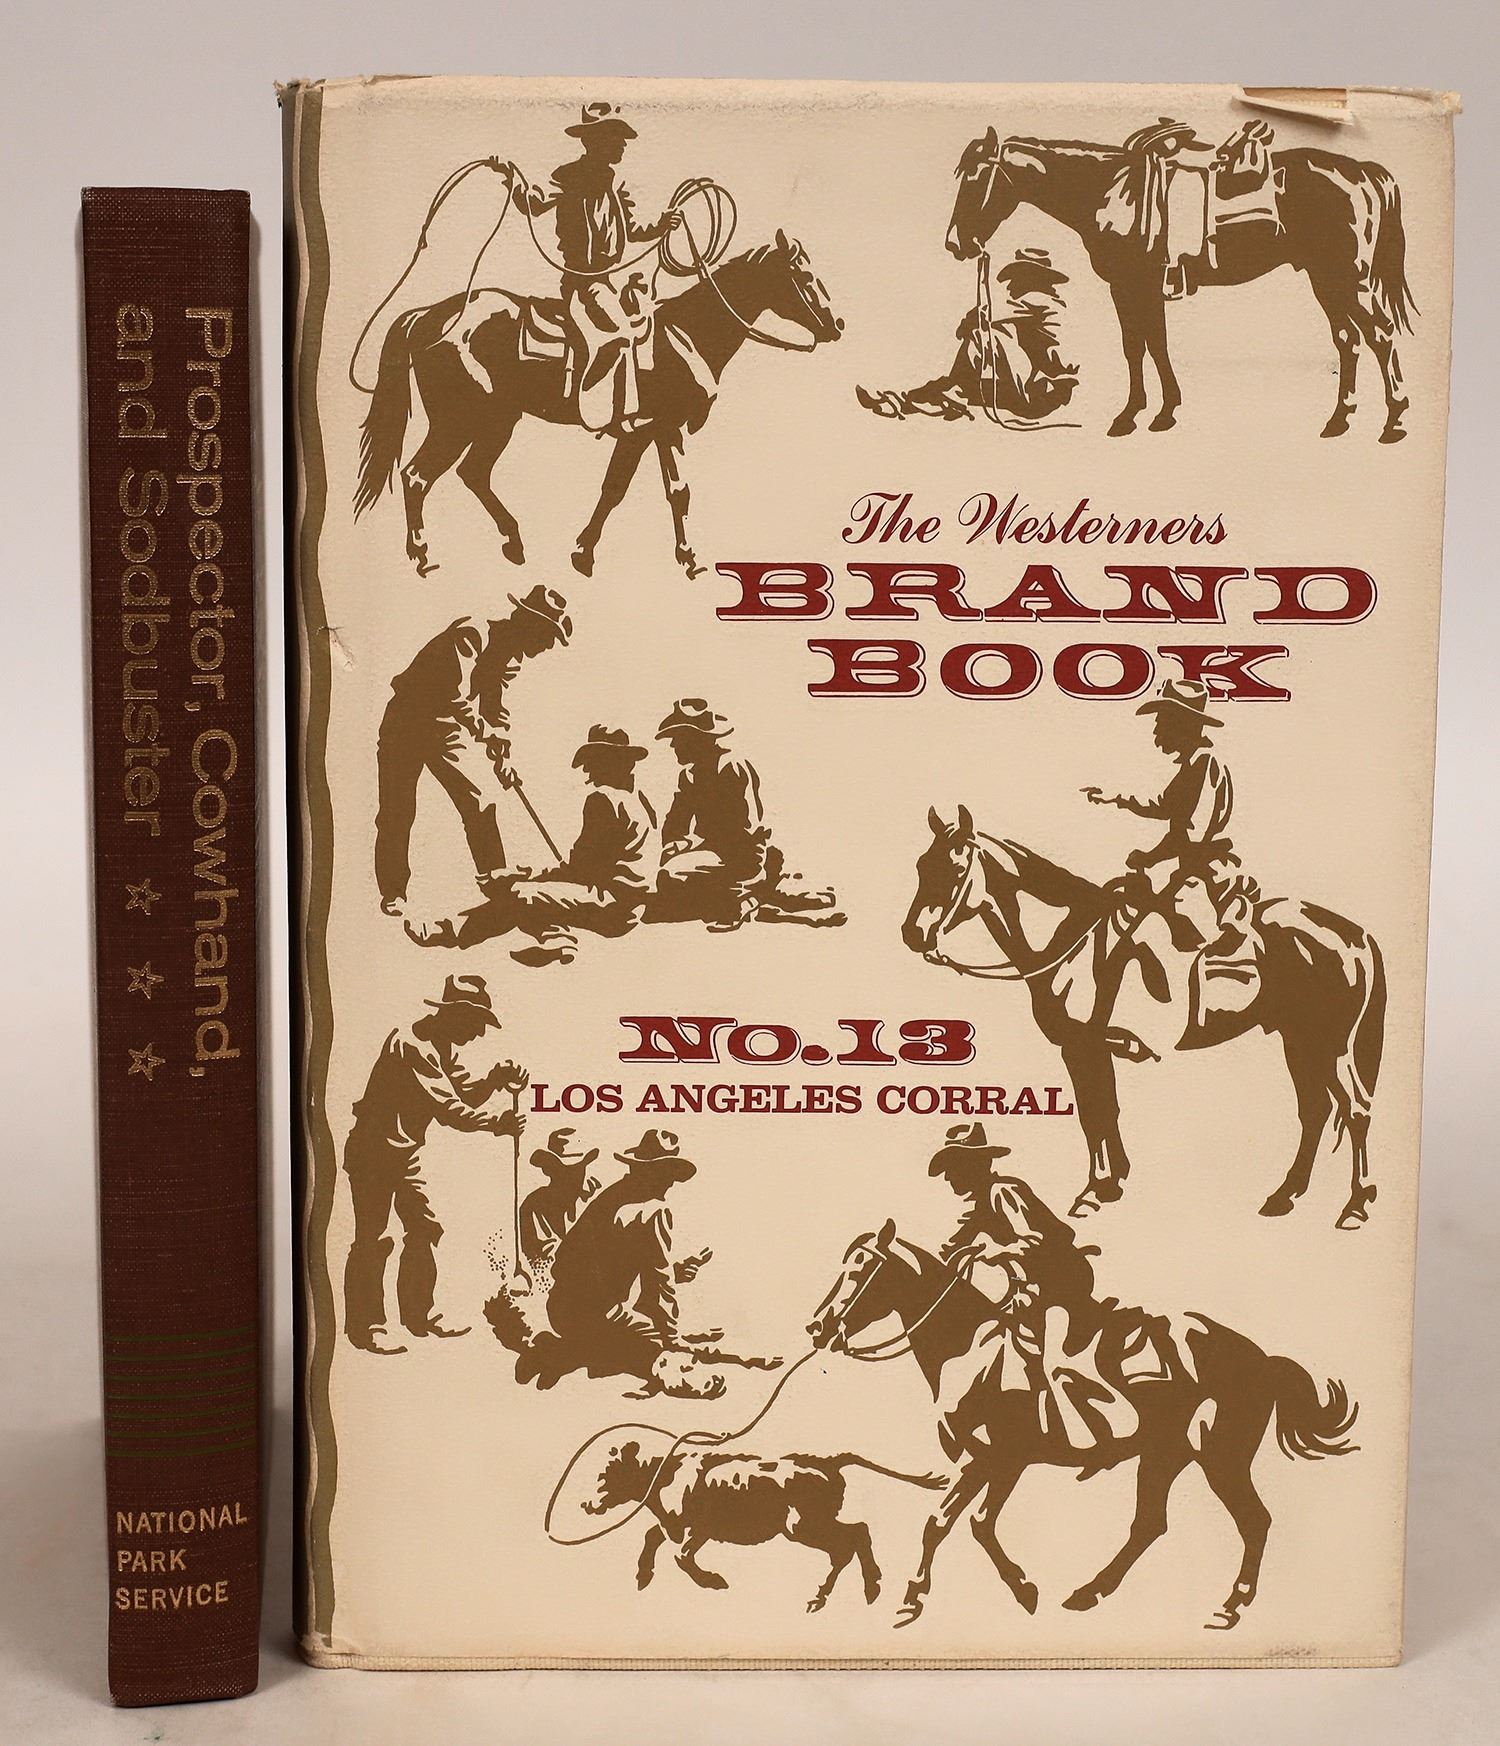 Prospector, Cowhand,
and Sodbuster ☆ ☆ ☆
NATIONAL
PARK
SERVICE
The Westerners
BRAND
BOOK
No.13
LOS ANGELES CORRAL